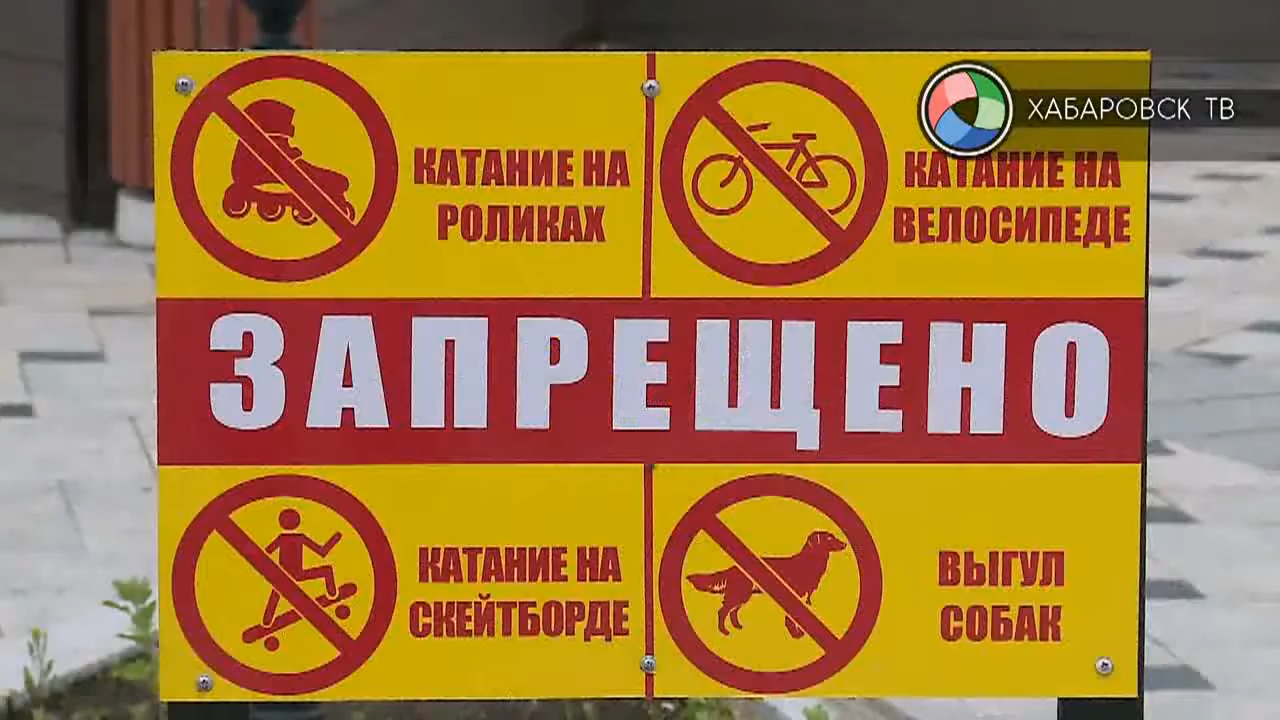 ХАБАРОВСК ТВ
КАТАНИЕ НА
РОЛИКАХ
КАТАНИЕ НА
ВЕЛОСИПЕДЕ
ЗАПРЕЩЕНО
КАТАНИЕ НА
СКЕЙТБОРДЕ
ВЫГУЛ
СОБАК